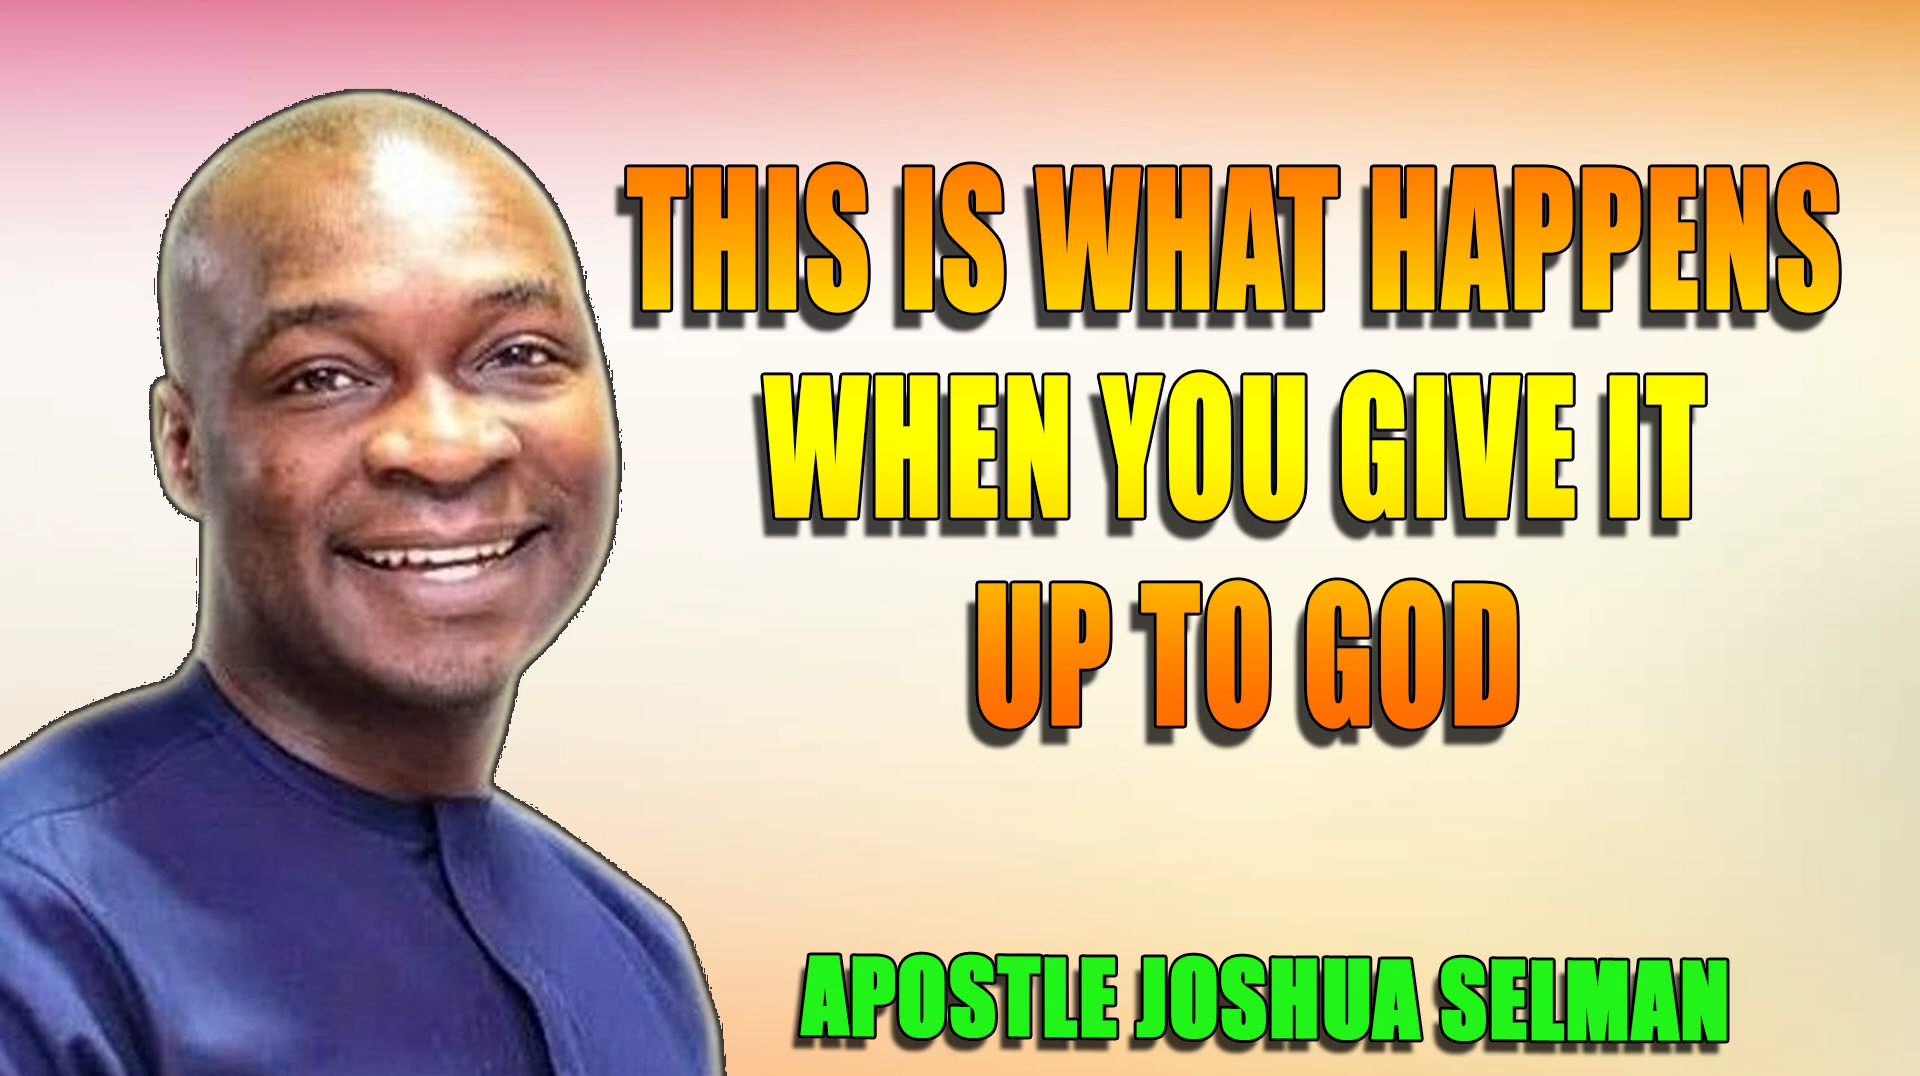 THIS IS WHAT HAPPENS
WHEN YOU GIVE IT
UP TO GOD
APOSTLE JOSHUA SELMAN